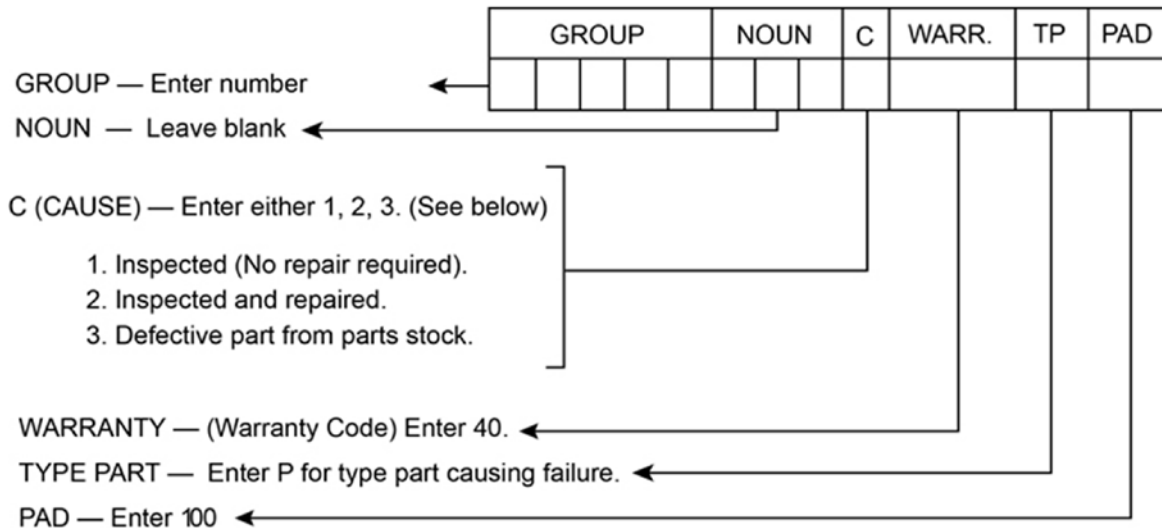 GROUP NOUN C WARR. TP PAD
GROUP — Enter number
NOUN — Leave blank
C (CAUSE) — Enter either 1, 2, 3. (See below)
1. Inspected (No repair required).
2. Inspected and repaired.
3. Defective part from parts stock.
WARRANTY — (Warranty Code) Enter 40.
TYPE PART — Enter P for type part causing failure.
PAD — Enter 100